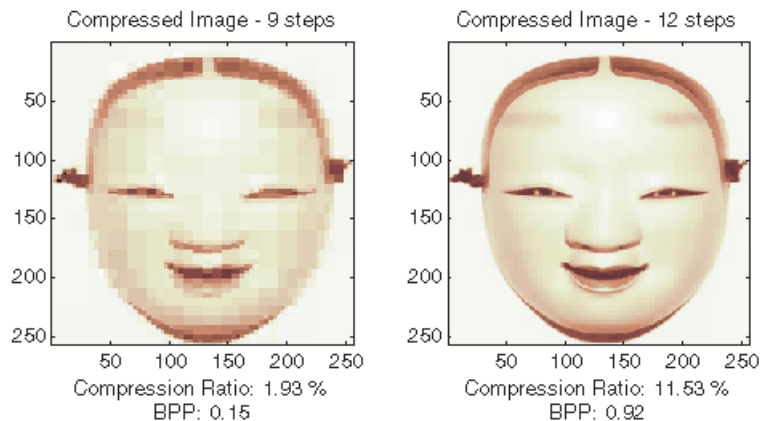 Compressed Image - 9 steps
50
100
150
200
250
50 100 150 200 250
Compression Ratio: 1.93 %
BPP: 0.15
Compressed Image - 12 steps
50
100
150
200
250
50 100 150 200 250
Compression Ratio: 11.53 %
BPP: 0.92